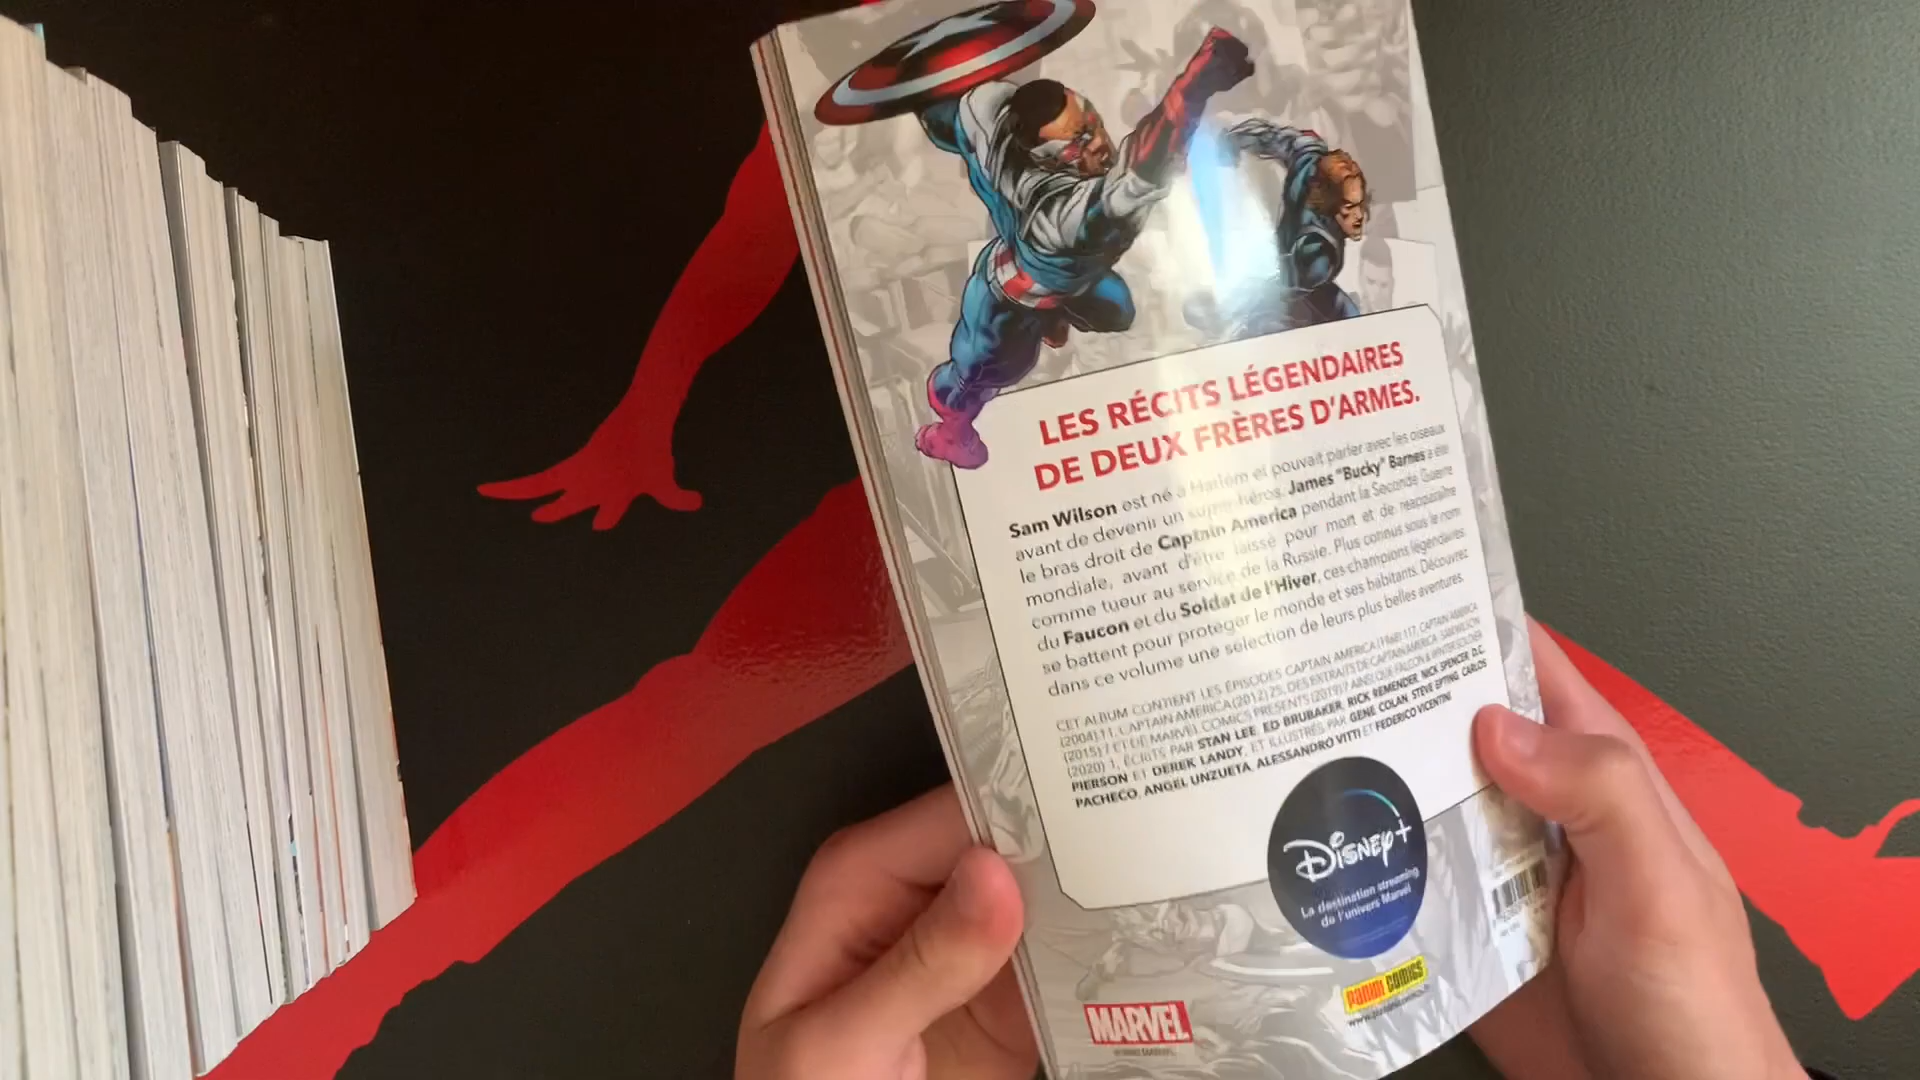 LES RÉCITS LÉGENDAIRES
DE DEUX FRÈRES D'ARMES.
Sam Wilson est né à Harlem et pouvait parler avec les oiseaux
avant de devenir un super-héros. James "Bucky" Barnes a été
le bras droit de Captain America pendant la Seconde Guerre
mondiale, avant d'être laissé pour mort et de réapparaître
comme tueur au service de la Russie. Plus connus sous le nom
du Faucon et du Soldat de l'Hiver, ces champions légendaires
se battent pour protéger le monde et ses habitants. Découvrez
dans ce volume une sélection de leurs plus belles aventures.
CET ALBUM CONTIENT LES ÉPISODES CAPTAIN AMERICA (1968) 117, CAPTAIN AMERICA
(2004) 11, CAPTAIN AMERICA (2012) 25, DES EXTRAITS DE CAPTAIN AMERICA: SAM WILSON
(2015) 7 ET DE MARVEL COMICS PRESENTS (2019) 7 AINSI QUE FALCON & WINTER SOLDIER
(2020) 1, ÉCRITS PAR STAN LEE, ED BRUBAKER, RICK REMENDER, NICK SPENCER, D.C.
PIERSON ET DEREK LANDY, ET ILLUSTRÉS PAR GENE COLAN, STEVE EPTING, CARLOS
PACHECO, ANGEL UNZUETA, ALESSANDRO VITTI ET FEDERICO VICENTINI
Disney+
La destination streaming
de l'univers Marvel
PANINI COMICS
MARVEL